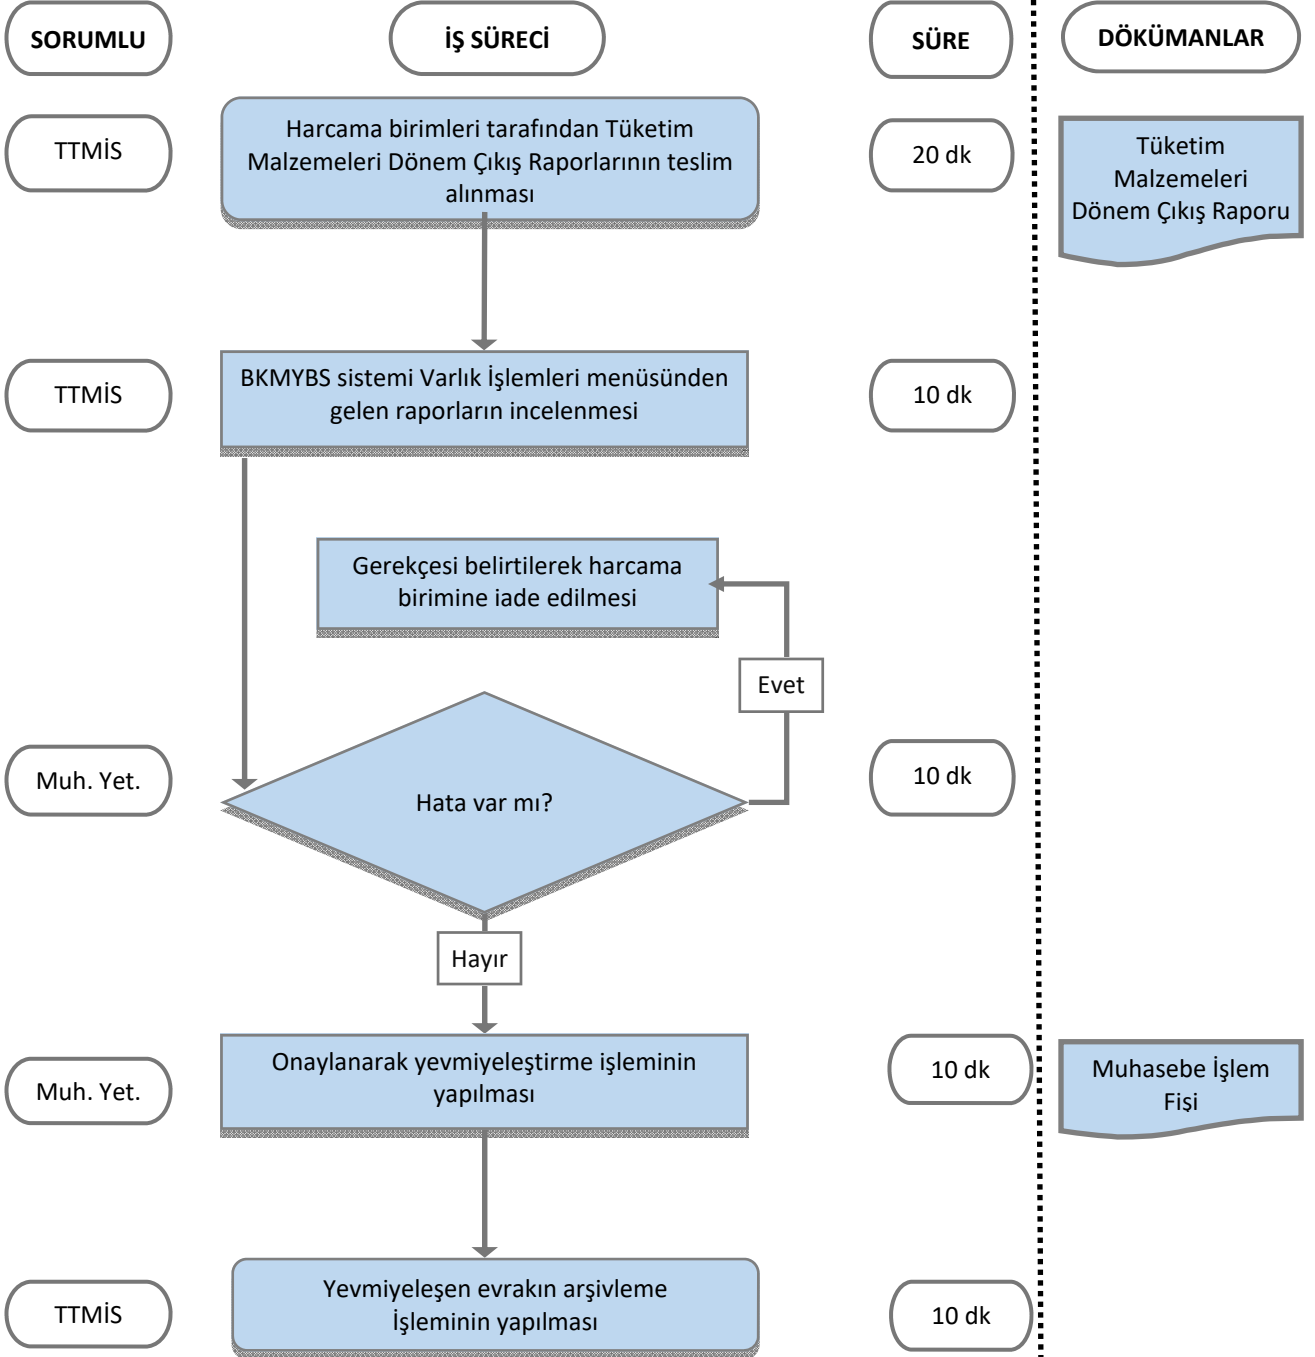 SORUMLU
İŞ SÜRECİ
SÜRE
DÖKÜMANLAR
TTMİS
Harcama birimleri tarafından Tüketim
Malzemeleri Dönem Çıkış Raporlarının teslim
alınması
20 dk
Tüketim
Malzemeleri
Dönem Çıkış Raporu
TTMİS
BKMYBS sistemi Varlık İşlemleri menüsünden
gelen raporların incelenmesi
10 dk
Gerekçesi belirtilerek harcama
birimine iade edilmesi
Evet
Muh. Yet.
Hata var mı?
10 dk
Hayır
Muh. Yet.
Onaylanarak yevmiyeleştirme işleminin
yapılması
10 dk
Muhasebe İşlem
Fişi
TTMİS
Yevmiyeleşen evrakın arşivleme
İşleminin yapılması
10 dk